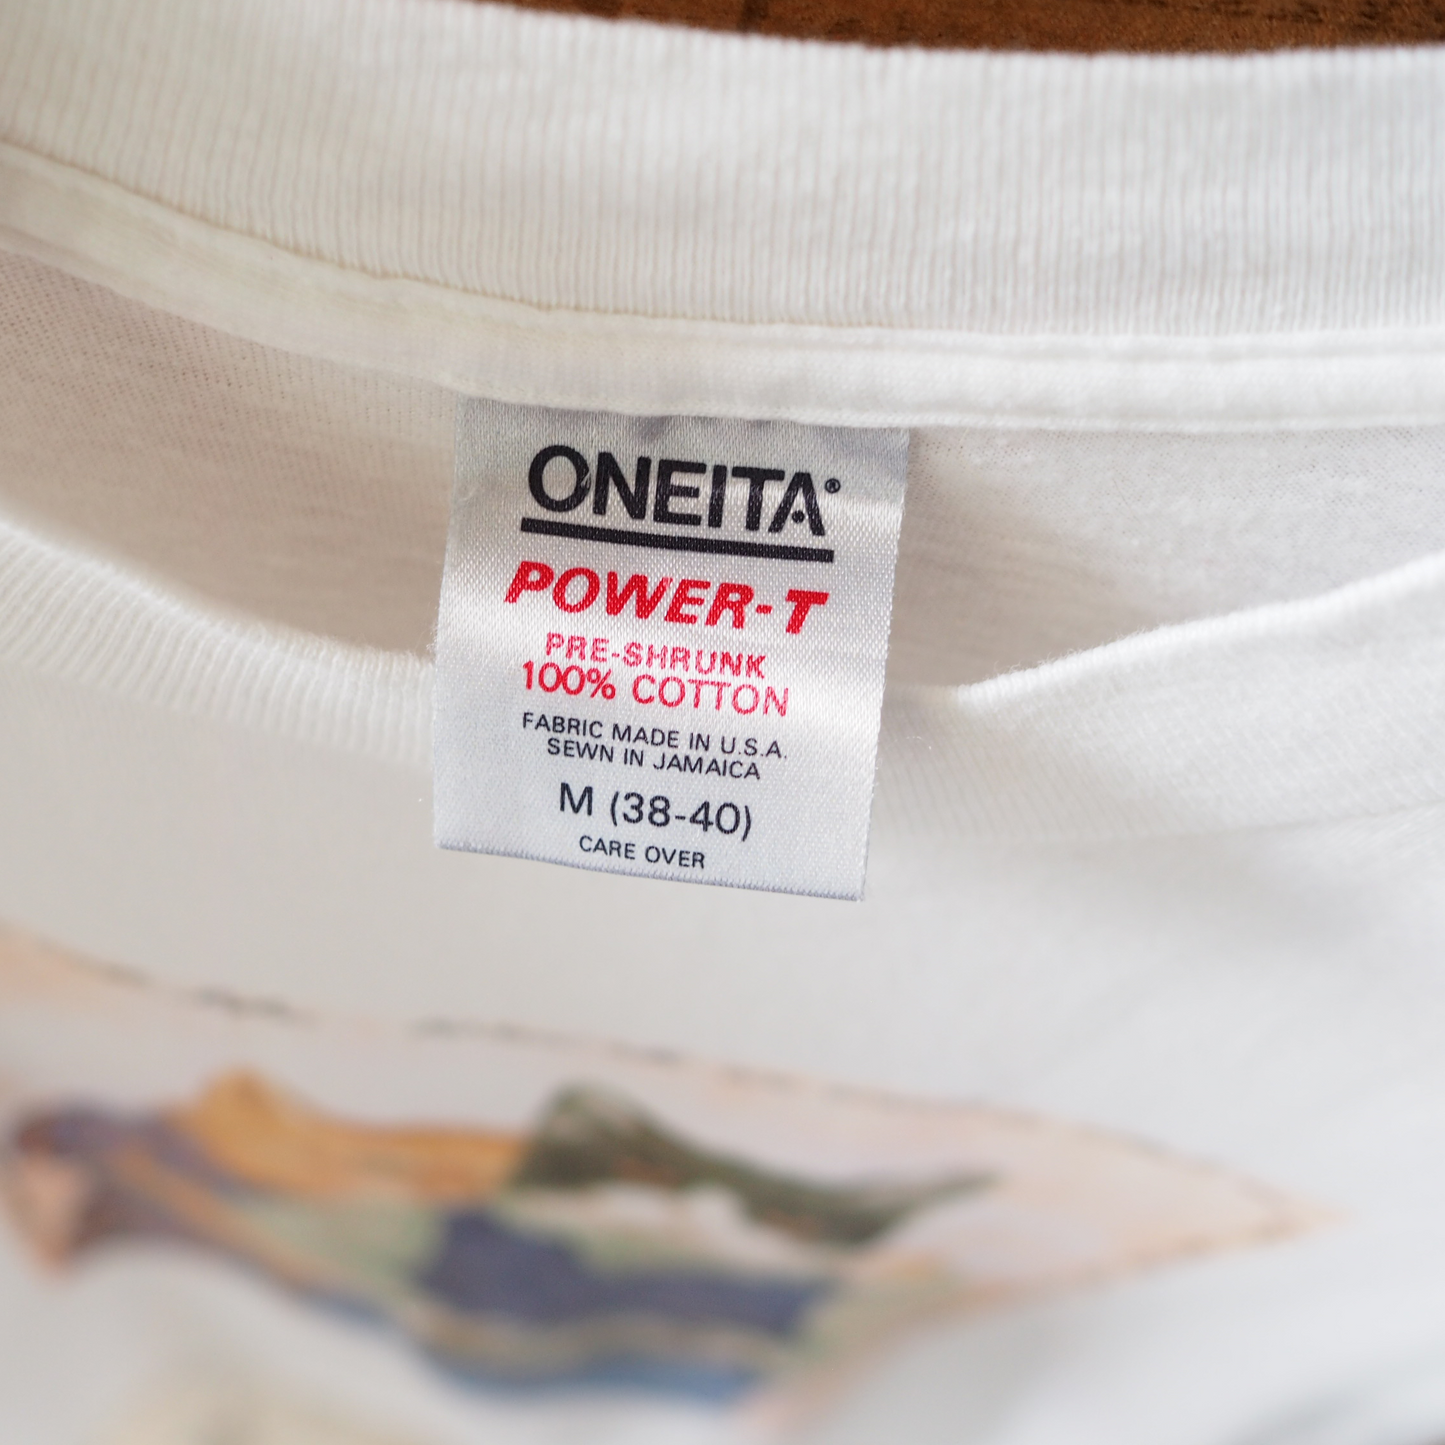 ONEITA®
POWER-T
PRE-SHRUNK
100% COTTON
FABRIC MADE IN U.S.A.
SEWN IN JAMAICA
M (38-40)
CARE OVER